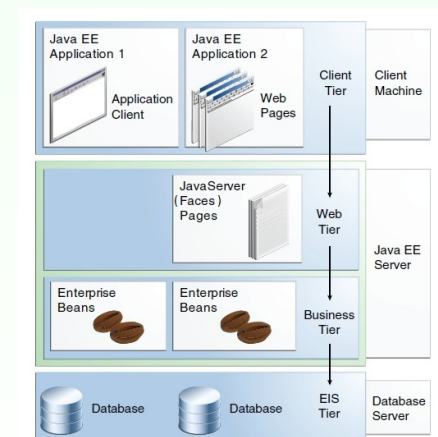 Java EE
Application 1
Application
Client
Java EE
Application 2
Web
Pages
Client
Tier
Client
Machine
JavaServer
(Faces)
Pages
Web
Tier
Java EE
Server
Enterprise
Beans
Enterprise
Beans
Business
Tier
Database
Database
EIS
Tier
Database
Server